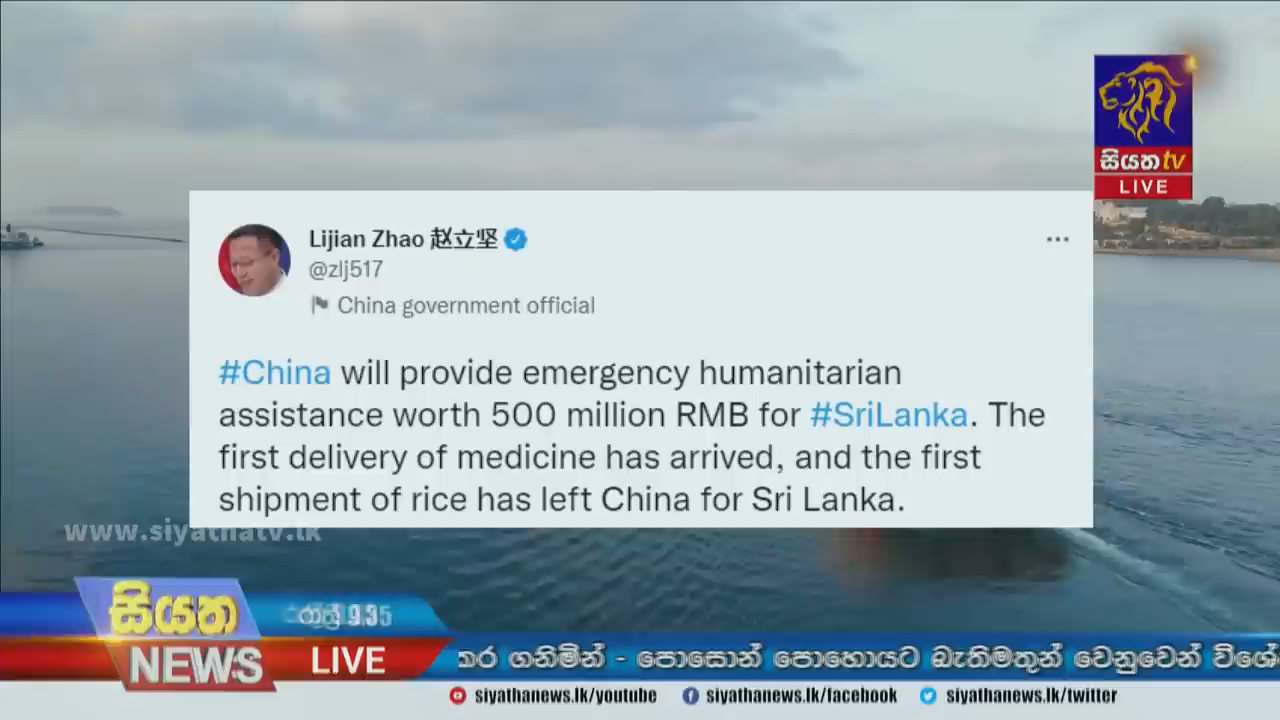 සියත tv
LIVE
Lijian Zhao 赵立坚
@zlj517
China government official
#China will provide emergency humanitarian
assistance worth 500 million RMB for #SriLanka. The
first delivery of medicine has arrived, and the first
shipment of rice has left China for Sri Lanka.
www.siyathatv.lk
සියත
NEWS
9.35
LIVE
කර ගනිමින් - පොසොන් පොහොයට බැතිමතුන් වෙනුවෙන් විශේ
siyathanews.lk/youtube
siyathanews.lk/facebook
siyathanews.lk/twitter